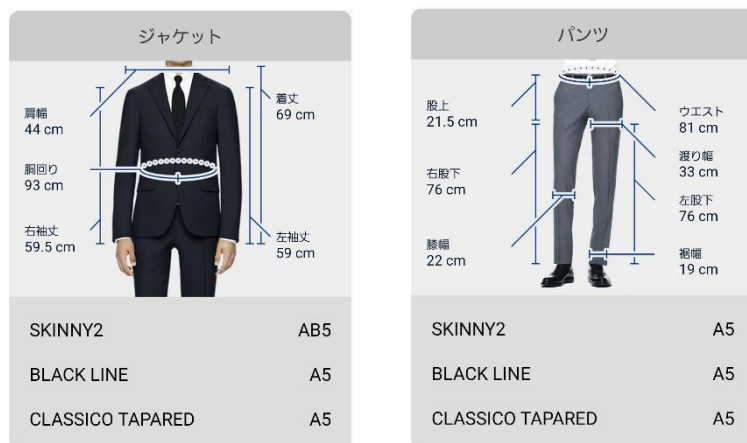 ジャケット
肩幅
44 cm
着丈
69 cm
胴回り
93 cm
右袖丈
59.5 cm
左袖丈
59 cm
SKINNY2 AB5
BLACK LINE A5
CLASSICO TAPARED A5
パンツ
股上
21.5 cm
ウエスト
81 cm
渡り幅
33 cm
右股下
76 cm
左股下
76 cm
膝幅
22 cm
裾幅
19 cm
SKINNY2 A5
BLACK LINE A5
CLASSICO TAPARED A5